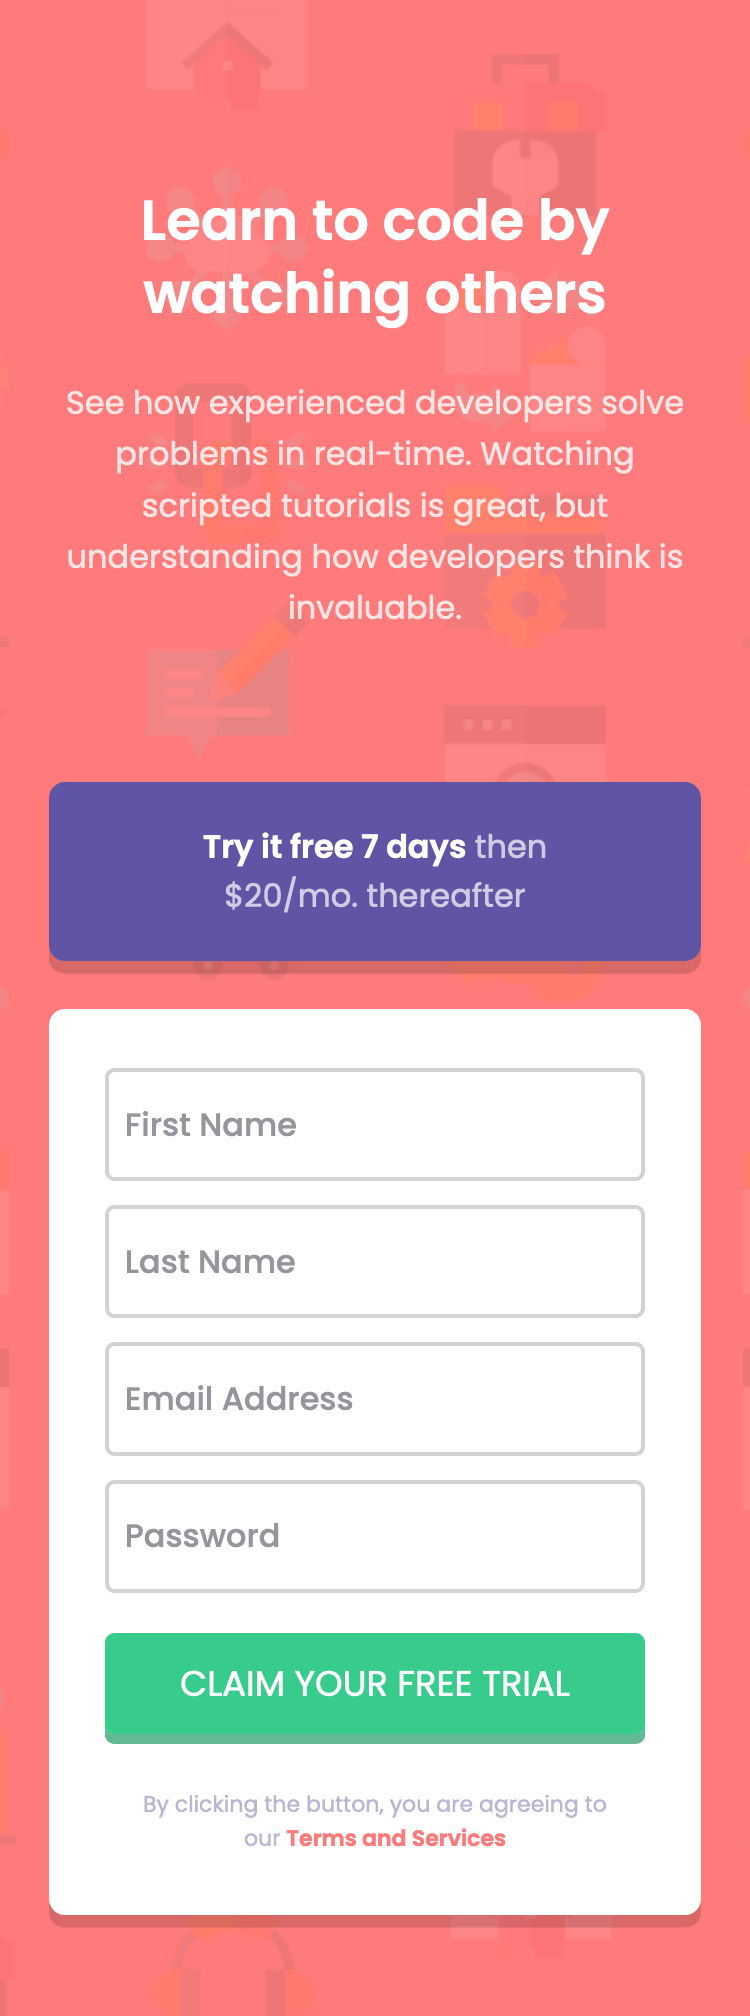 Learn to code by
watching others
See how experienced developers solve
problems in real-time. Watching
scripted tutorials is great, but
understanding how developers think is
invaluable.
Try it free 7 days then
$20/mo. thereafter
First Name
Last Name
Email Address
Password
CLAIM YOUR FREE TRIAL
By clicking the button, you are agreeing to
our Terms and Services